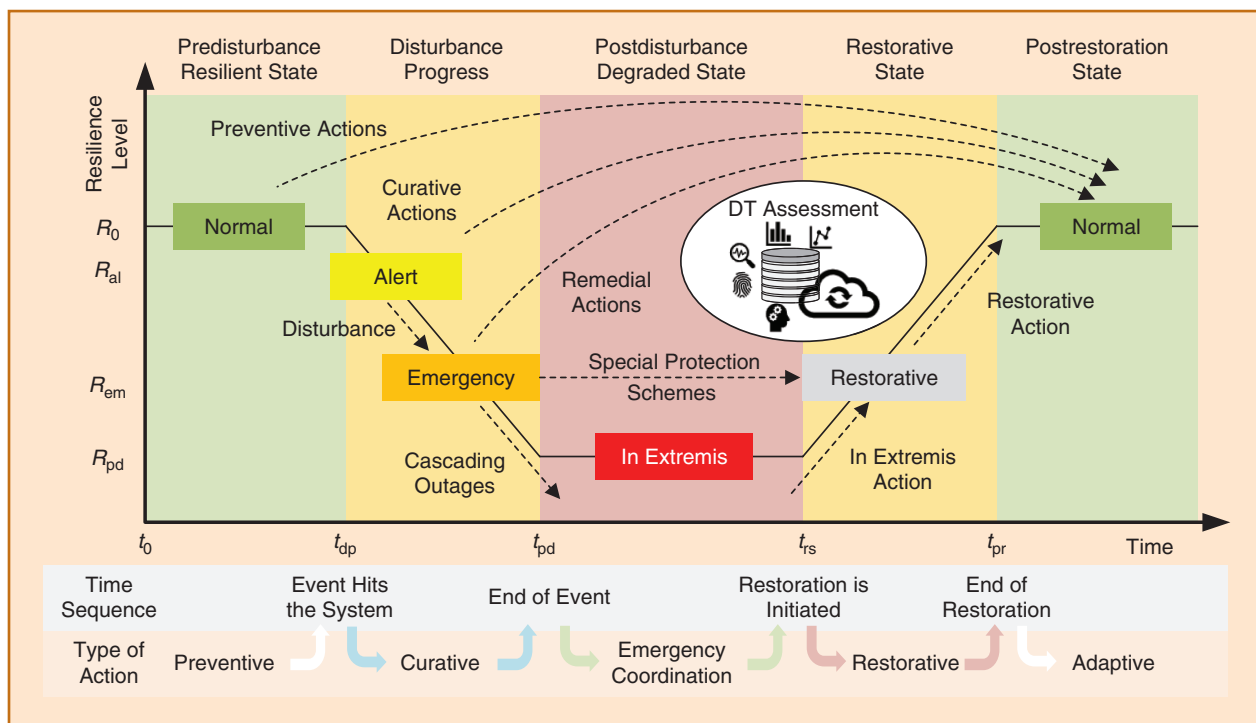 Predisturbance
Resilient State
Disturbance
Progress
Postdisturbance
Degraded State
Restorative
State
Postrestoration
State
Resilience
Level
Preventive Actions
Curative
Actions
DT Assessment
R0
Normal
Normal
Ral
Alert
Remedial
Actions
Restorative
Action
Disturbance
Rem
Emergency
Special Protection
Schemes
Restorative
Rpd
Cascading
Outages
In Extremis
In Extremis
Action
t0
tdp
tpd
trs
tpr
Time
Time
Sequence
Event Hits
the System
End of Event
Restoration is
Initiated
End of
Restoration
Type of
Action
Preventive
Curative
Emergency
Coordination
Restorative
Adaptive